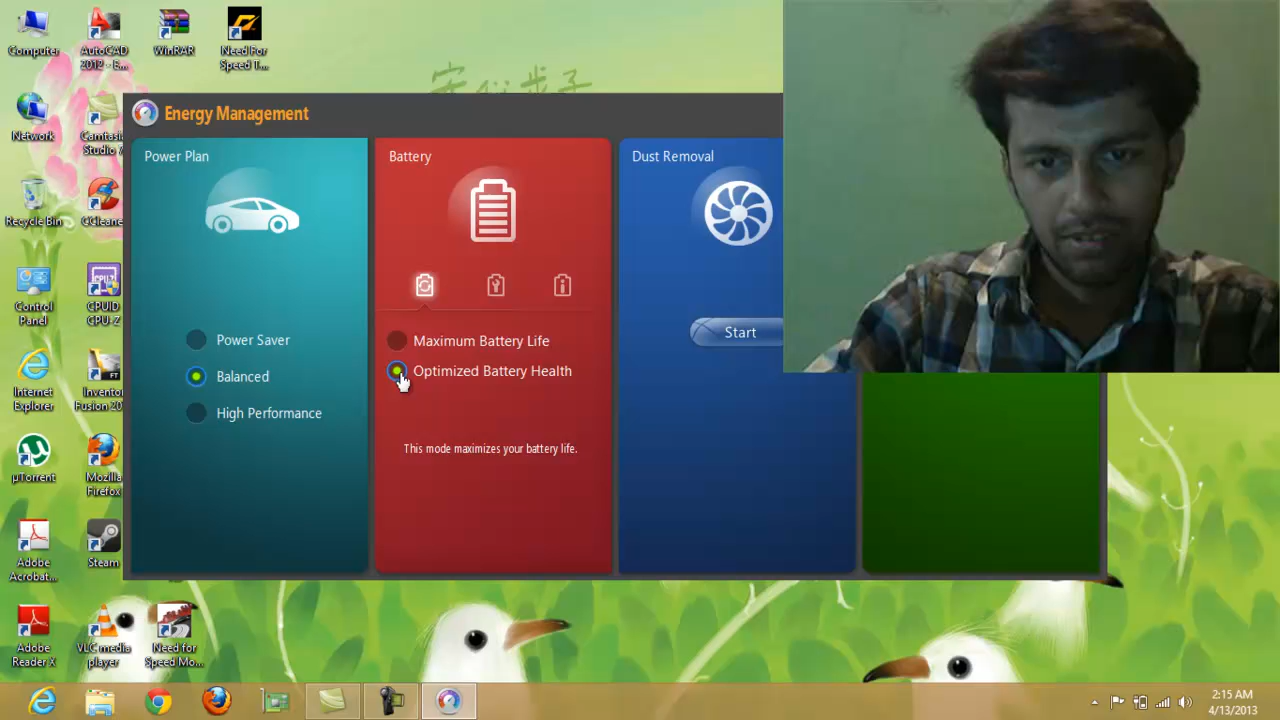 Computer
AutoCAD
2012 - E...
WinRAR
Need For
Speed T...
Network
Camtasia
Studio 7
Recycle Bin
CCleaner
Control
Panel
CPUID
CPU-Z
Internet
Explorer
Inventor
Fusion 20
µTorrent
Mozilla
Firefox
Adobe
Acrobat...
Steam
Adobe
Reader X
VLC media
player
Need for
Speed Mo...
Energy Management
Power Plan
Power Saver
Balanced
High Performance
Battery
Maximum Battery Life
Optimized Battery Health
This mode maximizes your battery life.
Dust Removal
Start
2:15 AM
4/13/2013